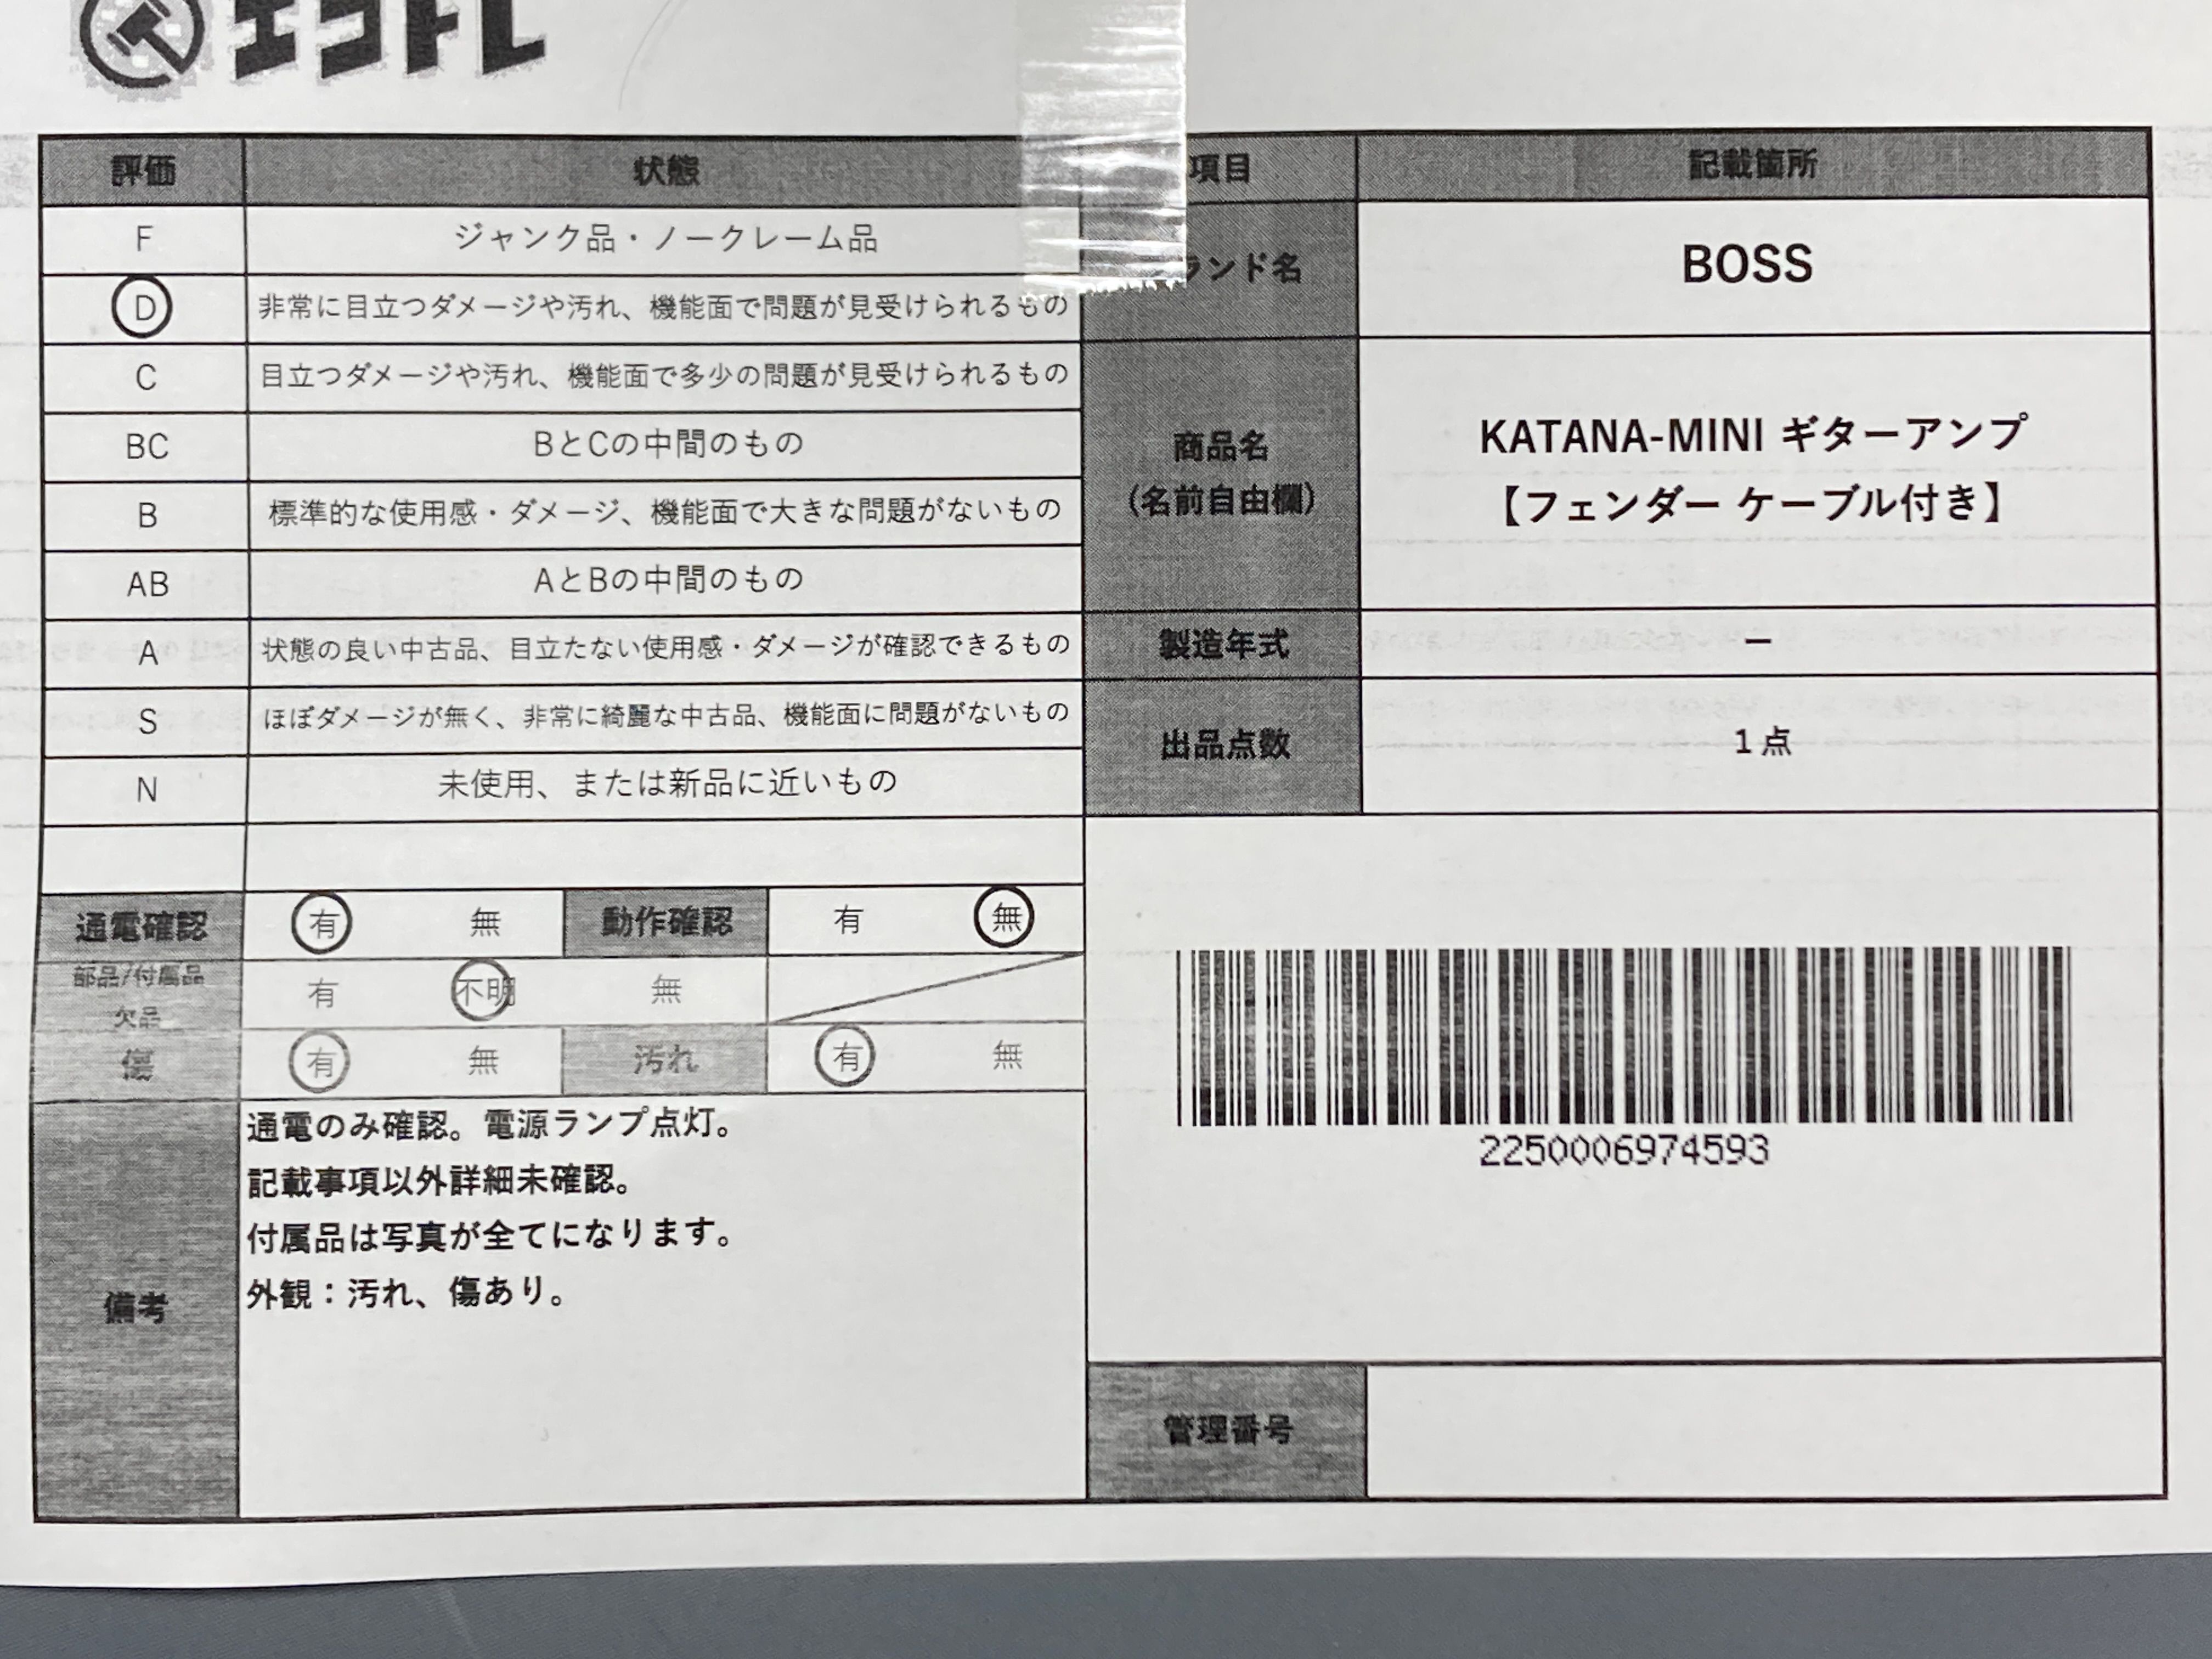 エコトレ
評価 状態
F ジャンク品・ノークレーム品
D 非常に目立つダメージや汚れ、機能面で問題が見受けられるもの
C 目立つダメージや汚れ、機能面で多少の問題が見受けられるもの
BC BとCの中間のもの
B 標準的な使用感・ダメージ、機能面で大きな問題がないもの
AB AとBの中間のもの
A 状態の良い中古品、目立たない使用感・ダメージが確認できるもの
S ほぼダメージが無く、非常に綺麗な中古品、機能面に問題がないもの
N 未使用、または新品に近いもの
通電確認 有 無 動作確認 有 無
部品/付属品
欠品
有 不明 無
傷 有 無 汚れ 有 無
備考
通電のみ確認。電源ランプ点灯。
記載事項以外詳細未確認。
付属品は写真が全てになります。
外観：汚れ、傷あり。
項目 記載箇所
ランド名 BOSS
商品名
(名前自由欄)
KATANA-MINI ギターアンプ
【フェンダー ケーブル付き】
製造年式 ー
出品点数 1点
2250006974593
管理番号